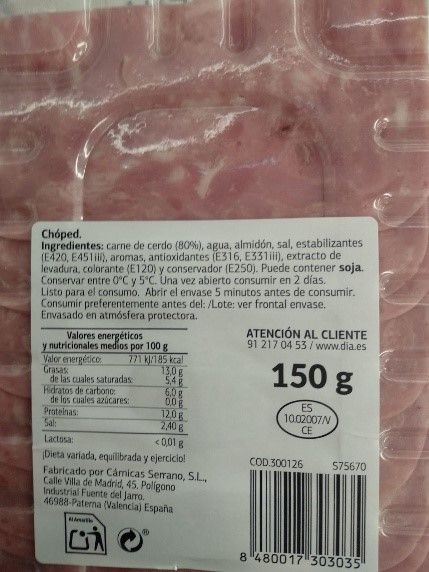 Chóped.
Ingredientes: carne de cerdo (80%), agua, almidón, sal, estabilizantes
(E420, E451iii), aromas, antioxidantes (E316, E331iii), extracto de
levadura, colorante (E120) y conservador (E250). Puede contener soja.
Conservar entre 0ºC y 5ºC. Una vez abierto consumir en 2 días.
Listo para el consumo. Abrir el envase 5 minutos antes de consumir.
Consumir preferentemente antes del: /Lote: ver frontal envase.
Envasado en atmósfera protectora.
Valores energéticos
y nutricionales medios por 100 g
Valor energético: 771 kJ/185 kcal
Grasas: 13,0 g
de las cuales saturadas: 5,4 g
Hidratos de carbono: 6,0 g
de los cuales azúcares: 0,0 g
Proteínas: 12,0 g
Sal: 2,40 g
Lactosa: < 0,01 g
¡Dieta variada, equilibrada y ejercicio!
Fabricado por Cárnicas Serrano, S.L.,
Calle Villa de Madrid, 45. Polígono
Industrial Fuente del Jarro.
46988-Paterna (Valencia) España
Al Amarillo
ATENCIÓN AL CLIENTE
91 217 04 53 / www.dia.es
150 g
ES
10.02007/V
CE
COD.300126 S75670
8 480017 303035